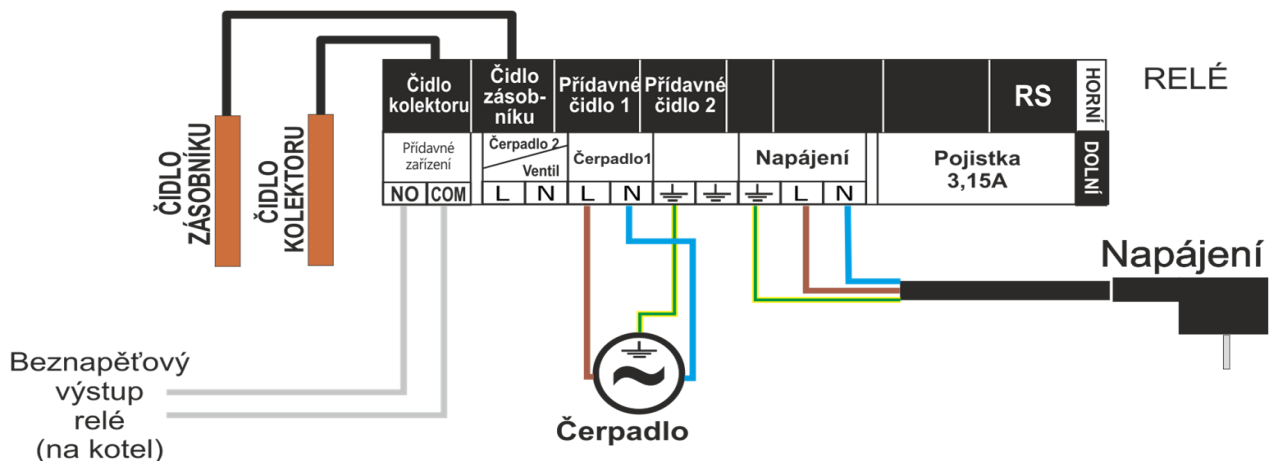 Čidlo
kolektoru
Čidlo
zásob-
níku
Přídavné
čidlo 1
Přídavné
čidlo 2
RS
HORNÍ
RELÉ
Přídavné
zařízení
Čerpadlo 2
Ventil
Čerpadlo1
Napájení
Pojistka
3,15A
DOLNÍ
NO COM L N L N L N
ČIDLO
ZÁSOBNÍKU
ČIDLO
KOLEKTORU
Napájení
Beznapěťový
výstup
relé
(na kotel)
Čerpadlo